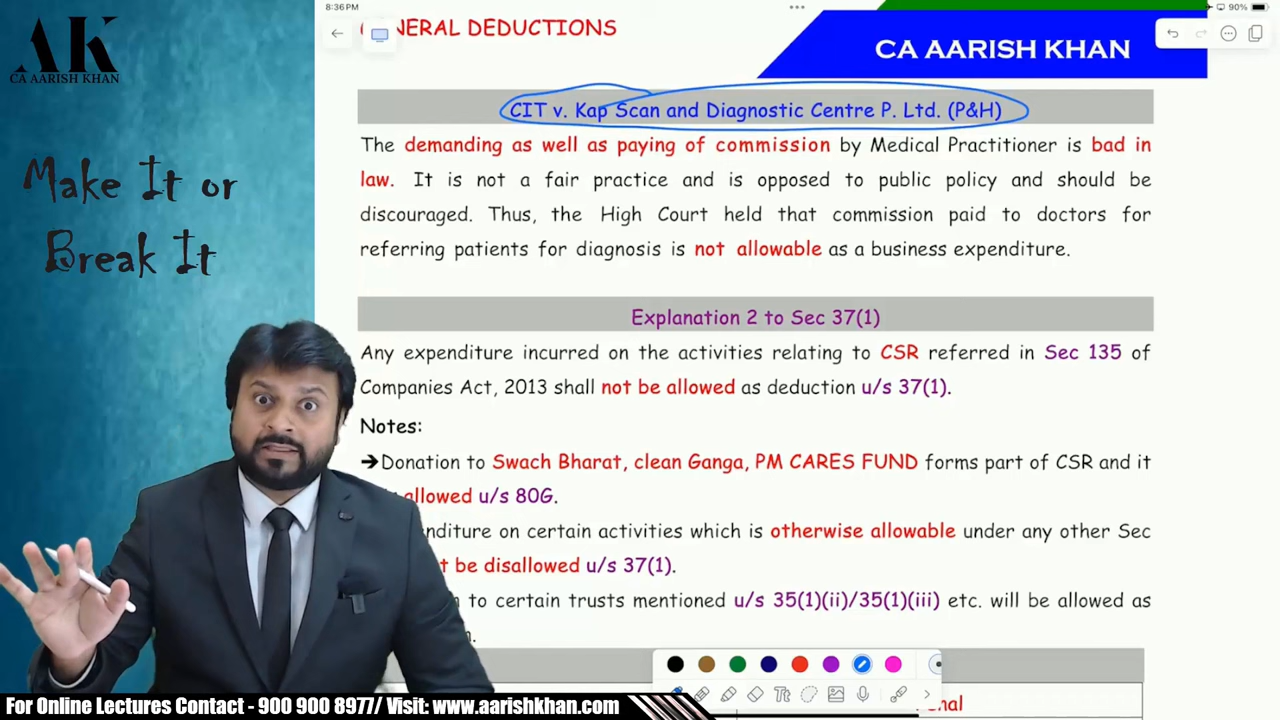 8:36 PM
90%
AK
CA AARISH KHAN
Make It or
Break It
NERAL DEDUCTIONS
CA AARISH KHAN
CIT v. Kap Scan and Diagnostic Centre P. Ltd. (P&H)
The demanding as well as paying of commission by Medical Practitioner is bad in
law. It is not a fair practice and is opposed to public policy and should be
discouraged. Thus, the High Court held that commission paid to doctors for
referring patients for diagnosis is not allowable as a business expenditure.
Explanation 2 to Sec 37(1)
Any expenditure incurred on the activities relating to CSR referred in Sec 135 of
Companies Act, 2013 shall not be allowed as deduction u/s 37(1).
Notes:
➔Donation to Swach Bharat, clean Ganga, PM CARES FUND forms part of CSR and it
allowed u/s 80G.
nditure on certain activities which is otherwise allowable under any other Sec
t be disallowed u/s 37(1).
to certain trusts mentioned u/s 35(1)(ii)/35(1)(iii) etc. will be allowed as
Tt
For Online Lectures Contact - 900 900 8977/ Visit: www.aarishkhan.com